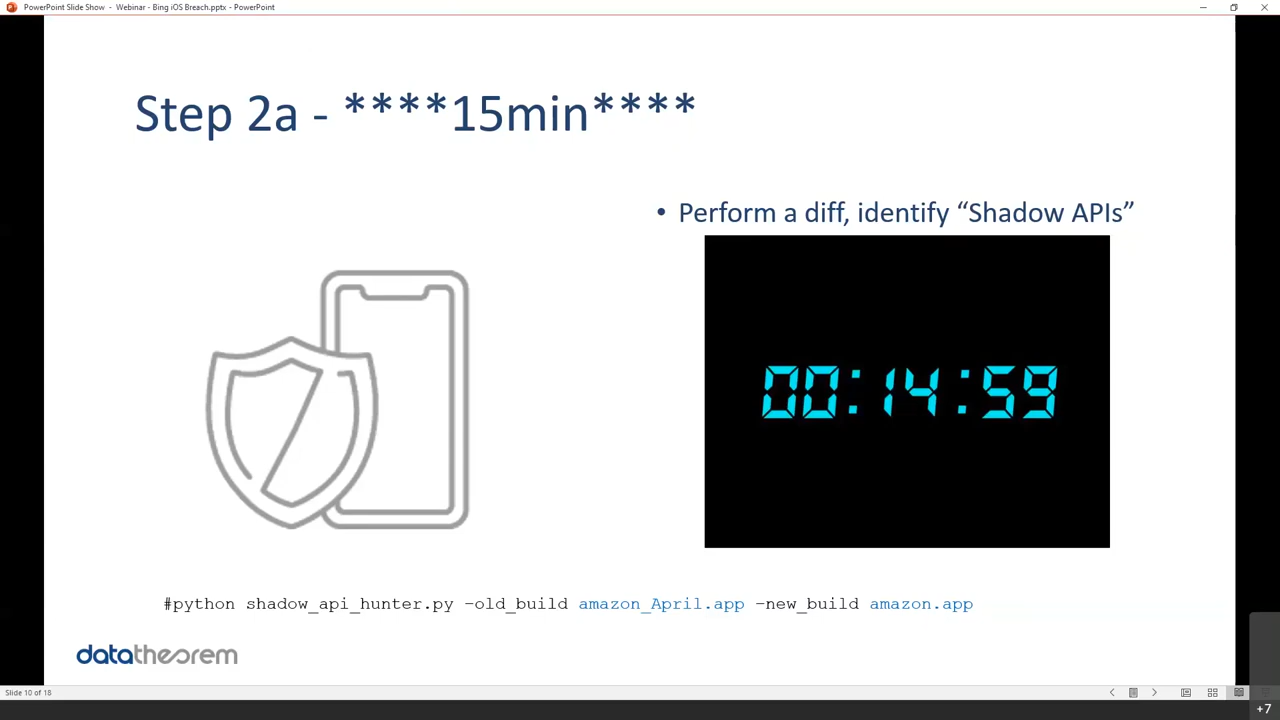 PowerPoint Slide Show - Webinar - Bing iOS Breach.pptx - PowerPoint
Step 2a - ****15min****
• Perform a diff, identify “Shadow APIs”
00:14:59
#python shadow_api_hunter.py –old_build amazon_April.app –new_build amazon.app
datatheorem
Slide 10 of 18
+7